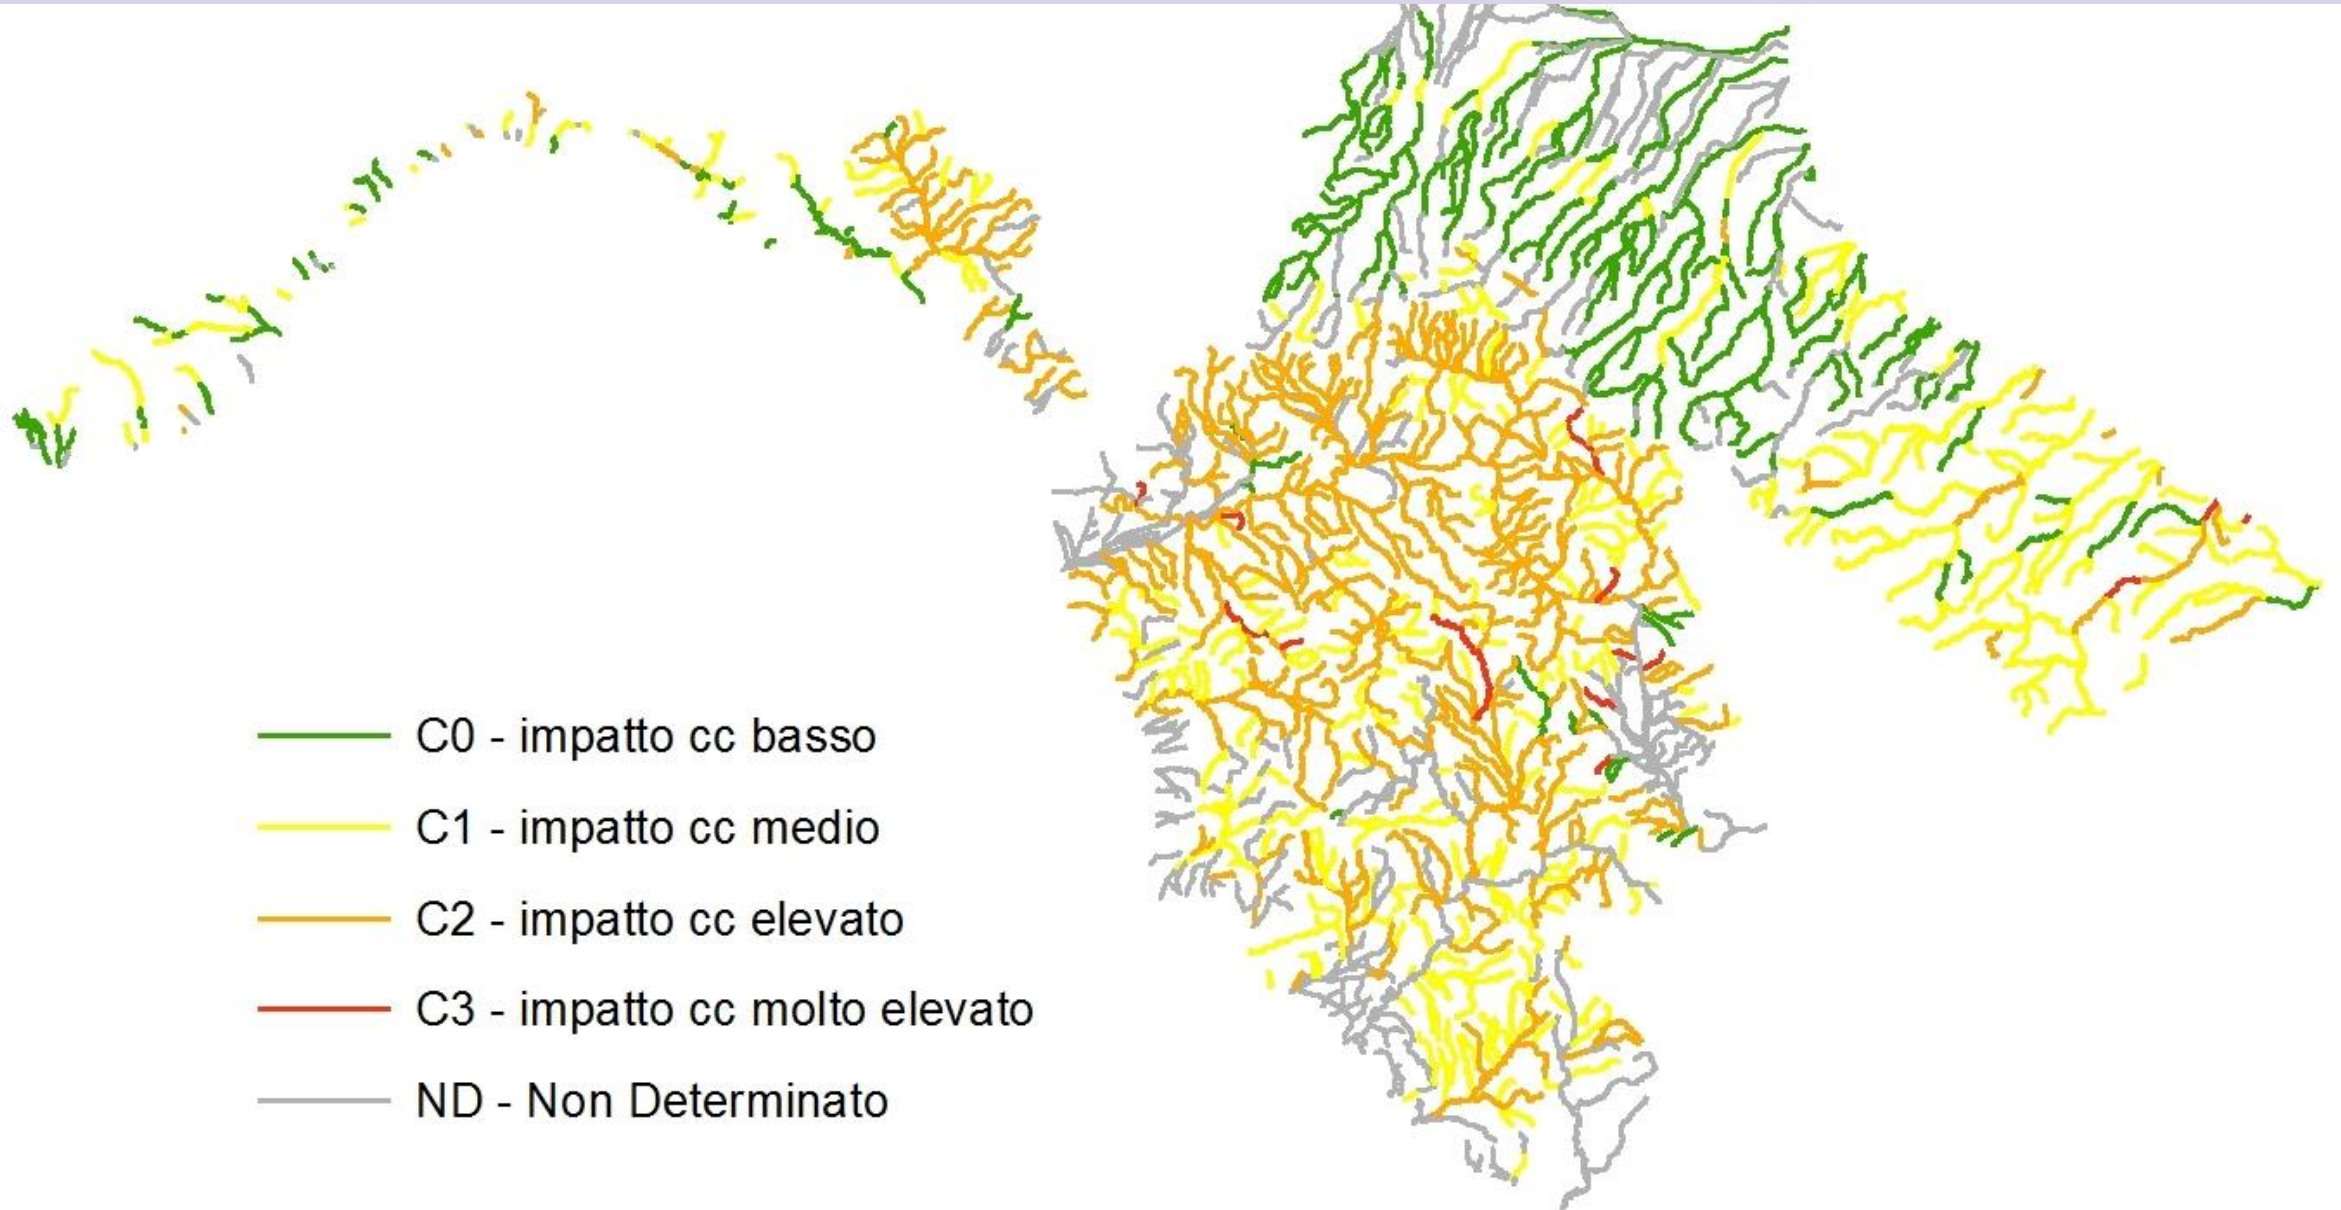 C0 - impatto cc basso
C1 - impatto cc medio
C2 - impatto cc elevato
C3 - impatto cc molto elevato
ND - Non Determinato